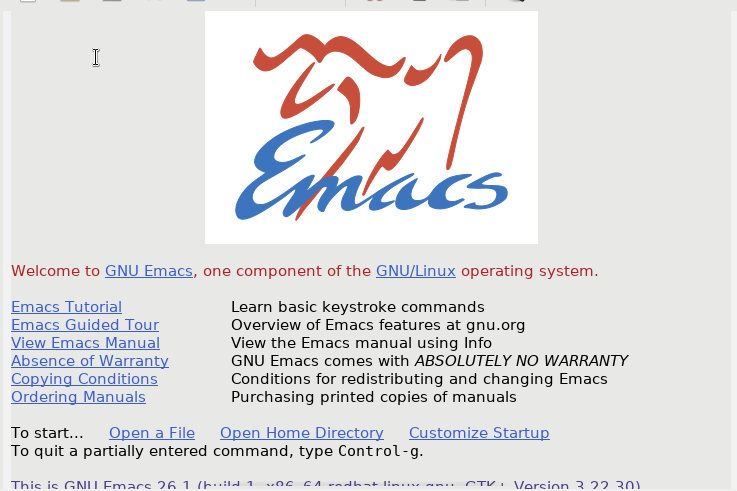 Emacs
Welcome to GNU Emacs, one component of the GNU/Linux operating system.
Emacs Tutorial Learn basic keystroke commands
Emacs Guided Tour Overview of Emacs features at gnu.org
View Emacs Manual View the Emacs manual using Info
Absence of Warranty GNU Emacs comes with ABSOLUTELY NO WARRANTY
Copying Conditions Conditions for redistributing and changing Emacs
Ordering Manuals Purchasing printed copies of manuals
To start... Open a File Open Home Directory Customize Startup
To quit a partially entered command, type Control-g.
This is GNU Emacs 26.1 (build 1, x86_64-redhat-linux-gnu, GTK+ Version 3.22.30)